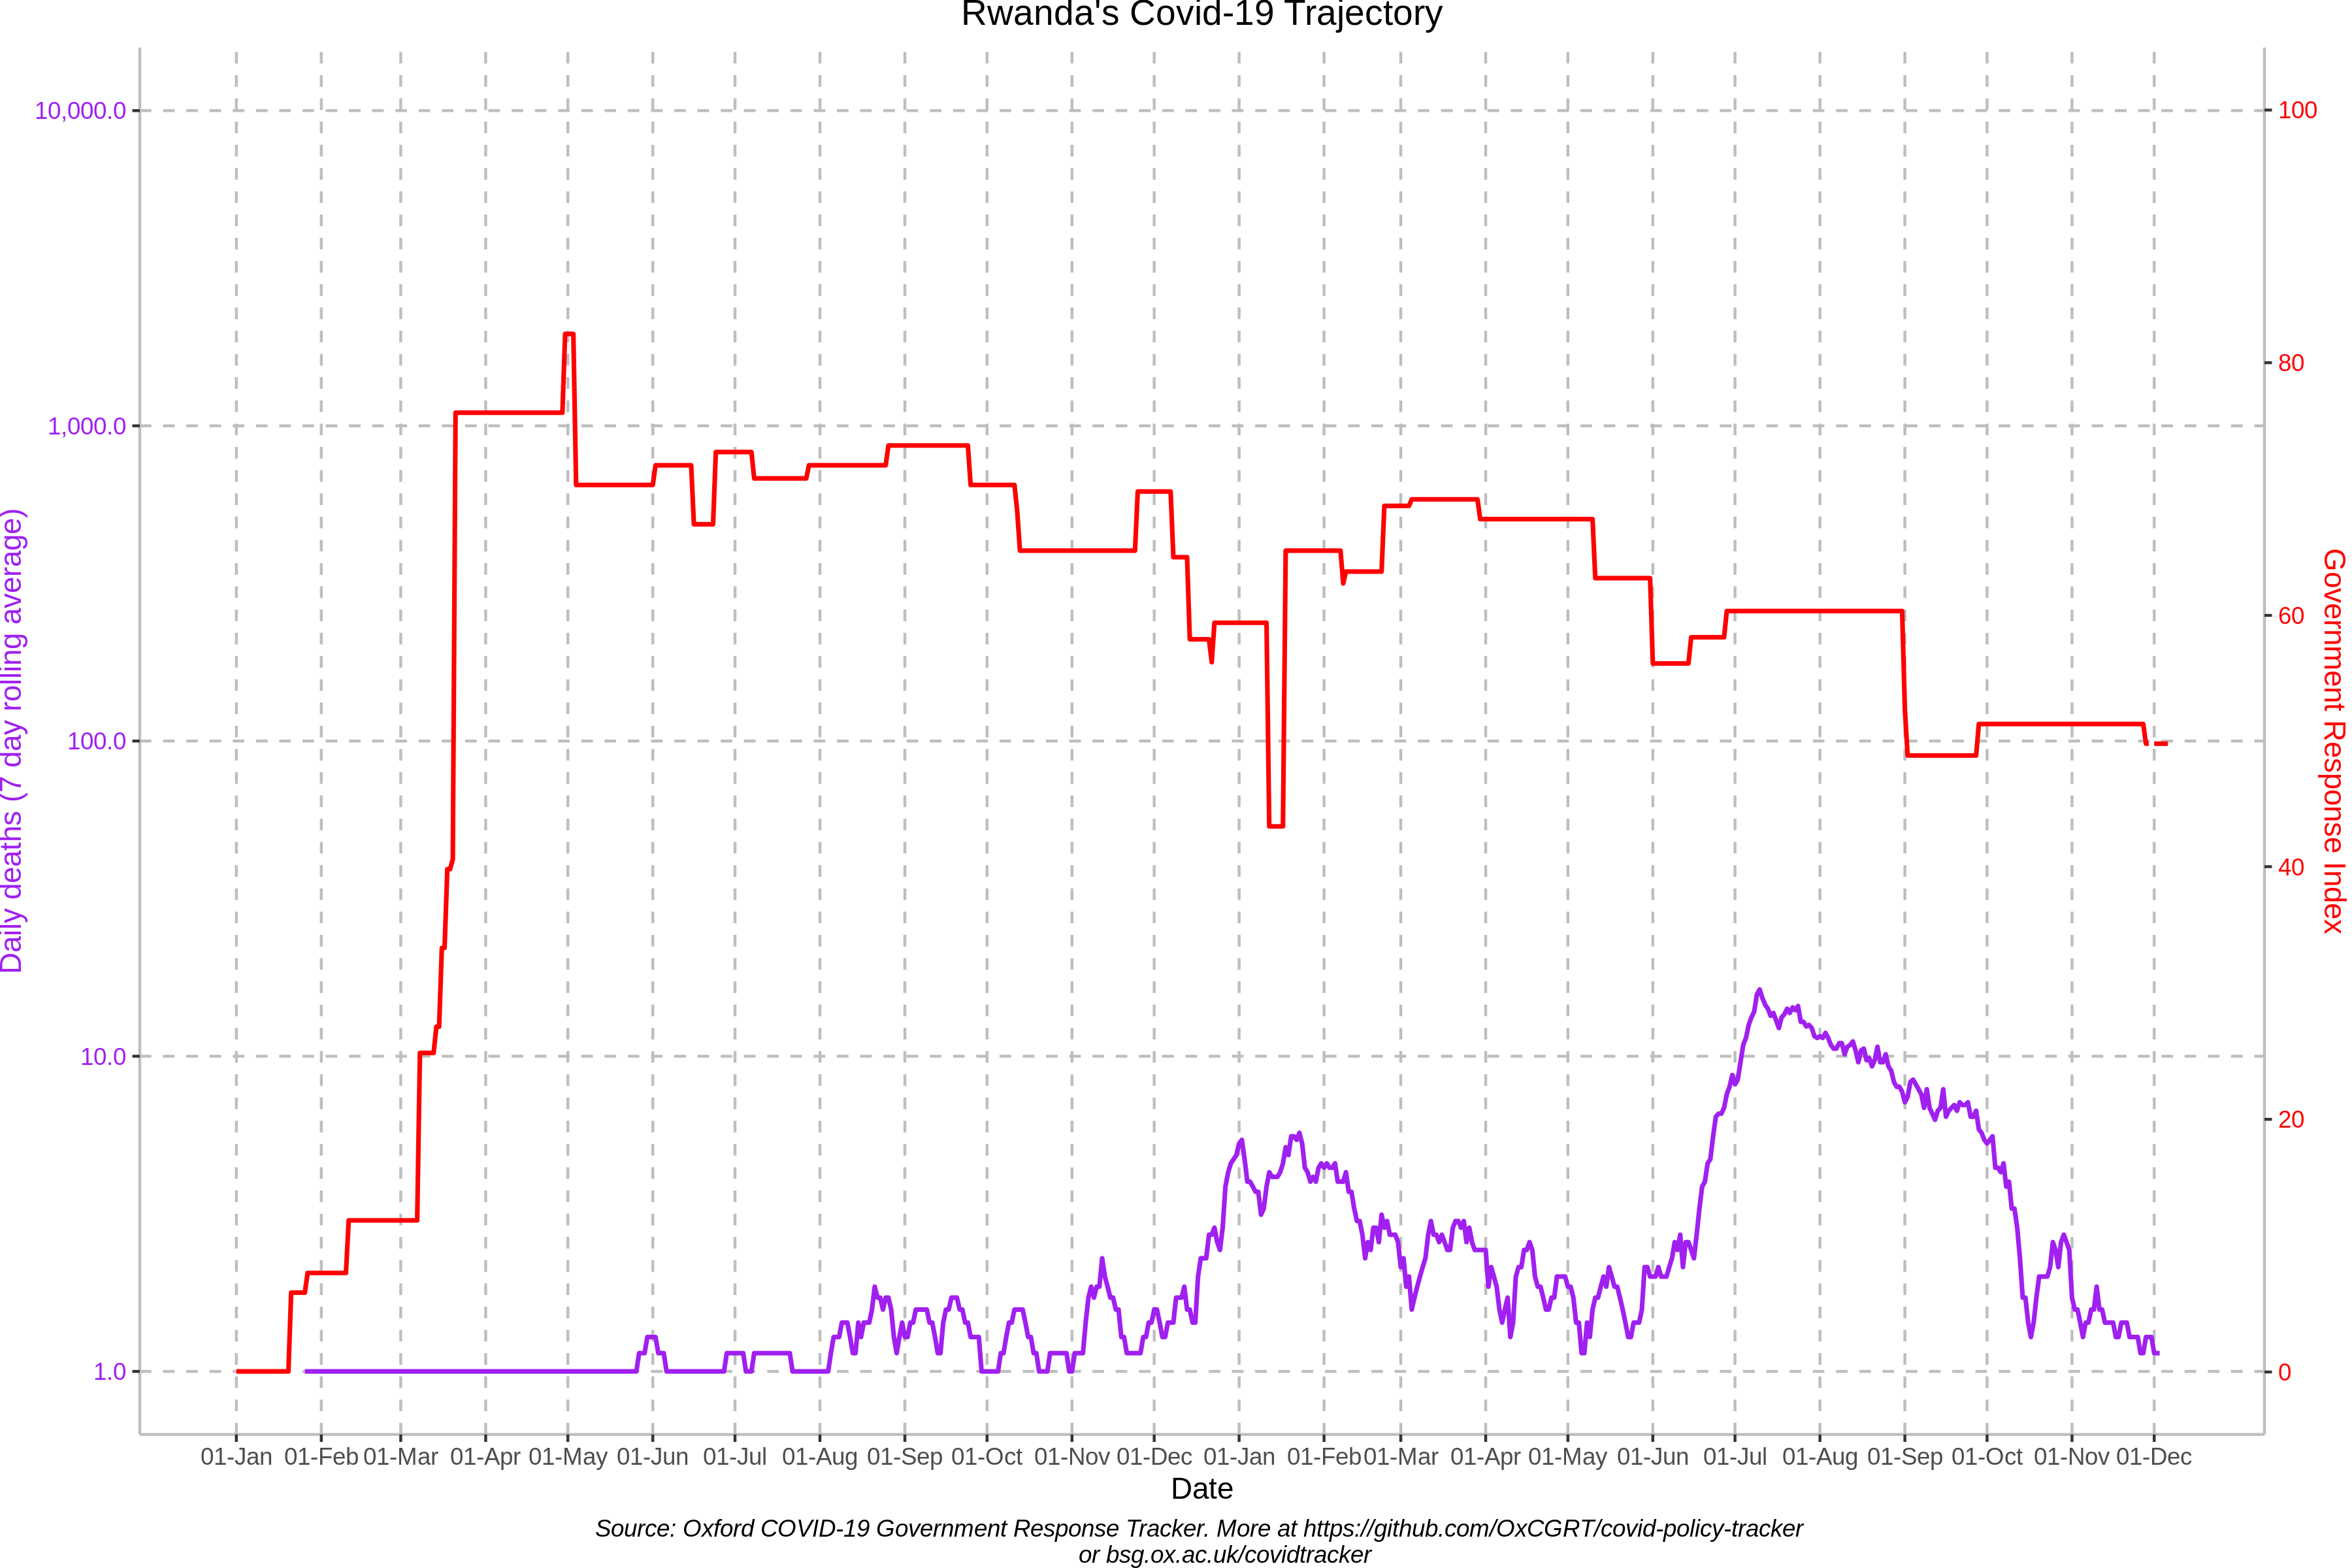 Rwanda's Covid-19 Trajectory
10,000.0
1,000.0
100.0
10.0
1.0
Daily deaths (7 day rolling average)
100
80
60
40
20
0
Government Response Index
01-Jan 01-Feb 01-Mar 01-Apr 01-May 01-Jun 01-Jul 01-Aug 01-Sep 01-Oct 01-Nov 01-Dec 01-Jan 01-Feb 01-Mar 01-Apr 01-May 01-Jun 01-Jul 01-Aug 01-Sep 01-Oct 01-Nov 01-Dec
Date
Source: Oxford COVID-19 Government Response Tracker. More at https://github.com/OxCGRT/covid-policy-tracker
or bsg.ox.ac.uk/covidtracker